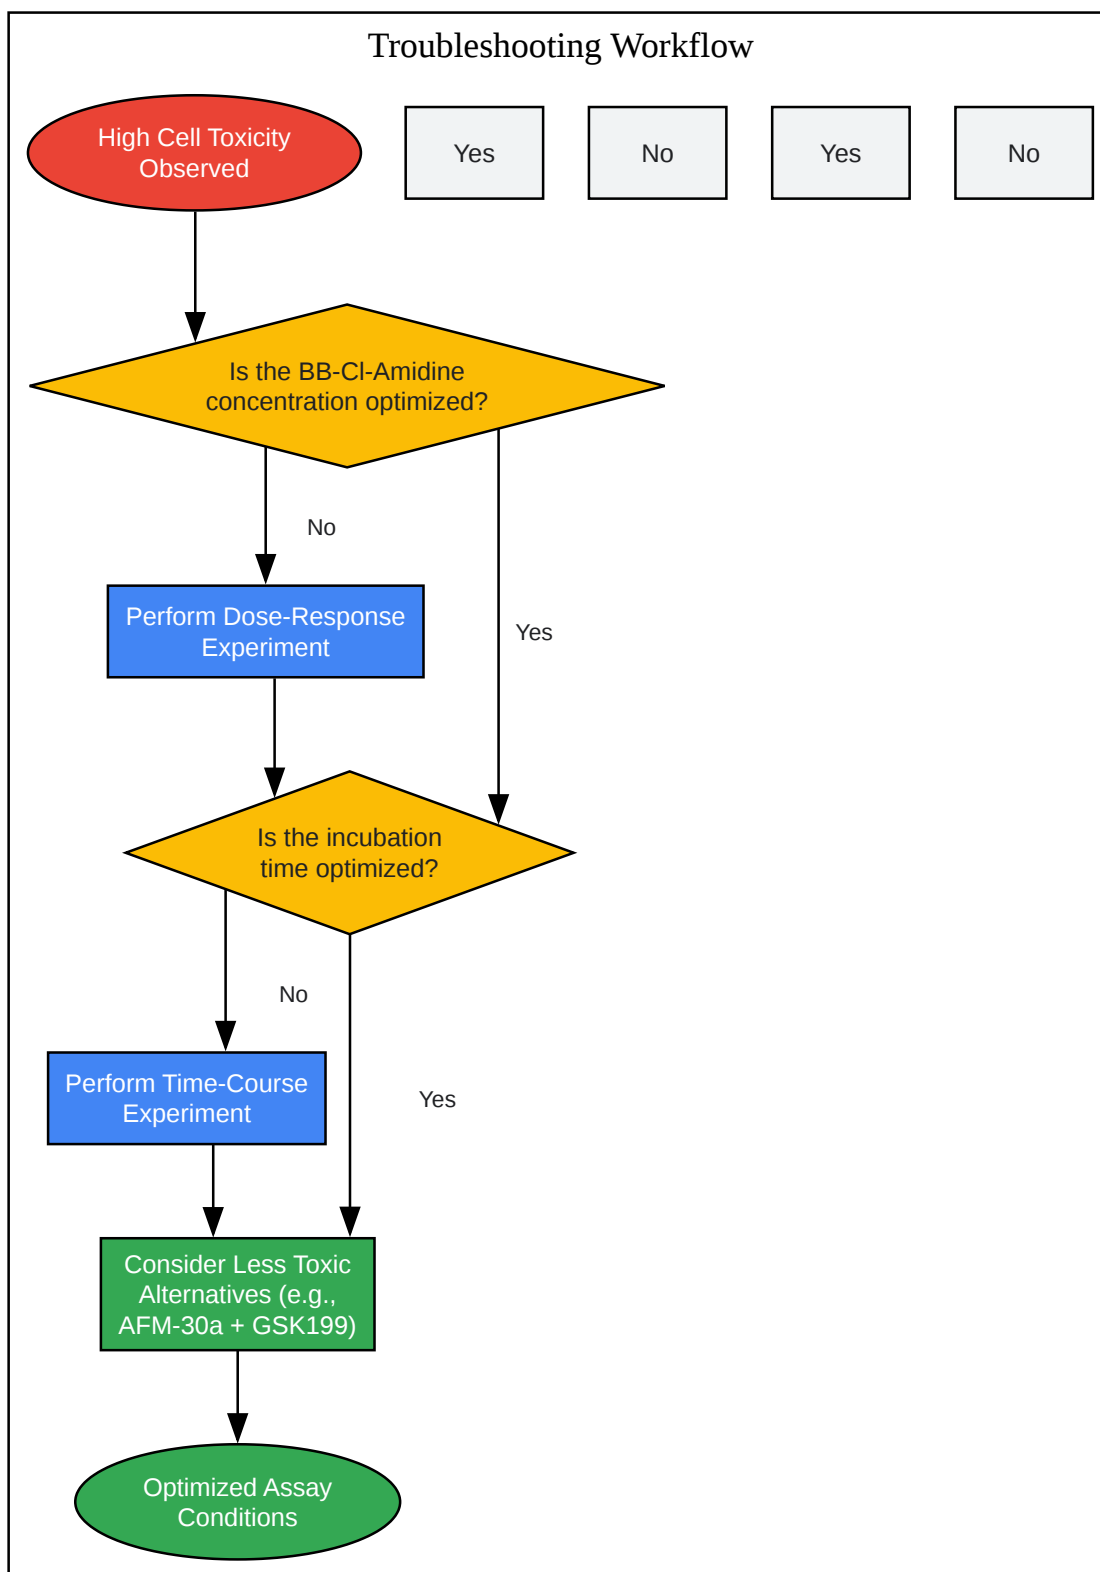 Troubleshooting Workflow
High Cell Toxicity
Observed
Yes
No
Yes
No
Is the BB-Cl-Amidine
concentration optimized?
No
Perform Dose-Response
Experiment
Yes
Is the incubation
time optimized?
No
Perform Time-Course
Experiment
Yes
Consider Less Toxic
Alternatives (e.g.,
AFM-30a + GSK199)
Optimized Assay
Conditions